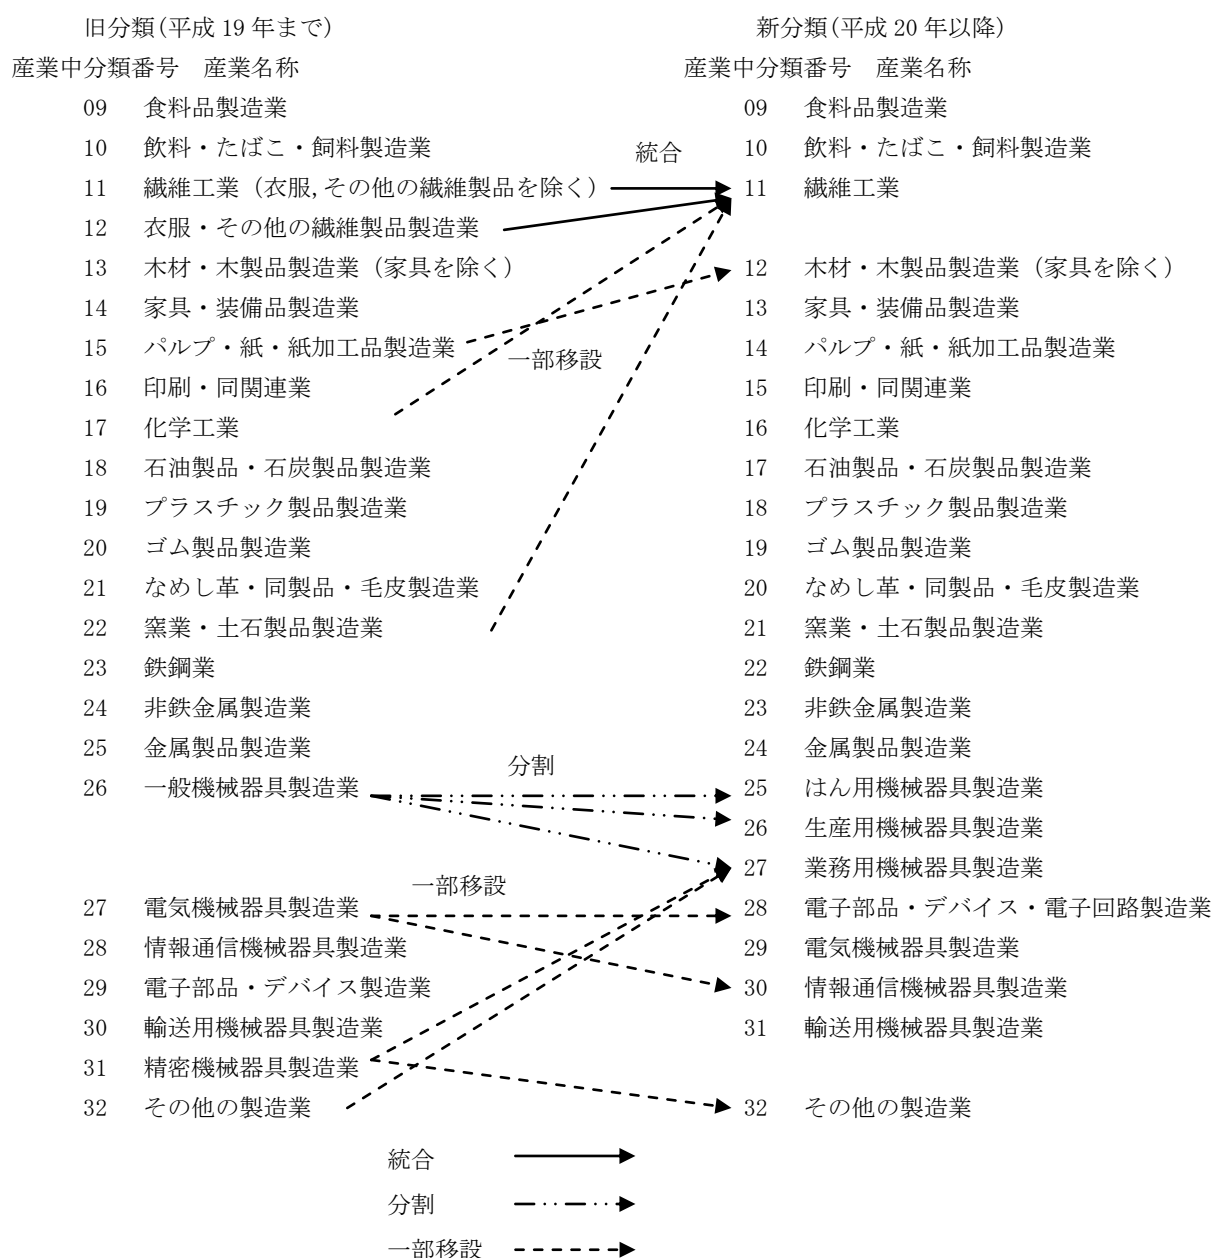 旧分類(平成 19 年まで) 新分類(平成 20 年以降)
産業中分類番号 産業名称 産業中分類番号 産業名称
09 食料品製造業 09 食料品製造業
10 飲料・たばこ・飼料製造業 統合 10 飲料・たばこ・飼料製造業
11 繊維工業(衣服,その他の繊維製品を除く) 11 繊維工業
12 衣服・その他の繊維製品製造業
13 木材・木製品製造業(家具を除く) 12 木材・木製品製造業(家具を除く)
14 家具・装備品製造業 13 家具・装備品製造業
15 パルプ・紙・紙加工品製造業 一部移設 14 パルプ・紙・紙加工品製造業
16 印刷・同関連業 15 印刷・同関連業
17 化学工業 16 化学工業
18 石油製品・石炭製品製造業 17 石油製品・石炭製品製造業
19 プラスチック製品製造業 18 プラスチック製品製造業
20 ゴム製品製造業 19 ゴム製品製造業
21 なめし革・同製品・毛皮製造業 20 なめし革・同製品・毛皮製造業
22 窯業・土石製品製造業 21 窯業・土石製品製造業
23 鉄鋼業 22 鉄鋼業
24 非鉄金属製造業 23 非鉄金属製造業
25 金属製品製造業 分割 24 金属製品製造業
26 一般機械器具製造業 25 はん用機械器具製造業
26 生産用機械器具製造業
27 業務用機械器具製造業
一部移設
27 電気機械器具製造業 28 電子部品・デバイス・電子回路製造業
28 情報通信機械器具製造業 29 電気機械器具製造業
29 電子部品・デバイス製造業 30 情報通信機械器具製造業
30 輸送用機械器具製造業 31 輸送用機械器具製造業
31 精密機械器具製造業
32 その他の製造業 32 その他の製造業
統合
分割
一部移設